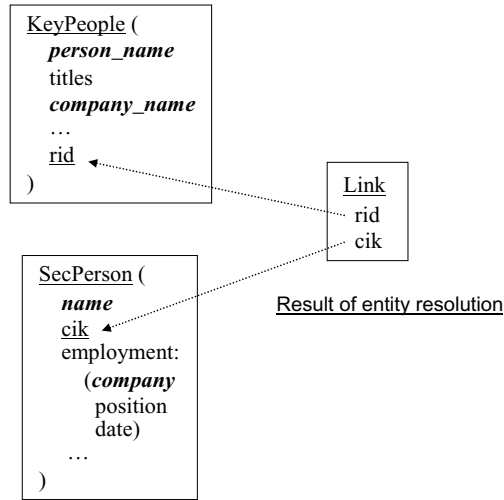 KeyPeople (
person_name
titles
company_name
…
rid
)
Link
rid
cik
SecPerson (
name
cik
employment:
(company
position
date)
…
)
Result of entity resolution